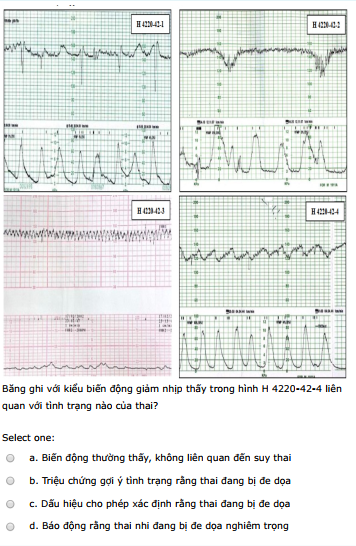 H 4220-42-1
H 4220-42-2
H 4220-42-3
H 4220-42-4
Băng ghi với kiểu biến động giảm nhịp thấy trong hình H 4220-42-4 liên
quan với tình trạng nào của thai?
Select one:
a. Biến động thường thấy, không liên quan đến suy thai
b. Triệu chứng gợi ý tình trạng rằng thai đang bị đe dọa
c. Dấu hiệu cho phép xác định rằng thai đang bị đe dọa
d. Báo động rằng thai nhi đang bị đe dọa nghiêm trọng